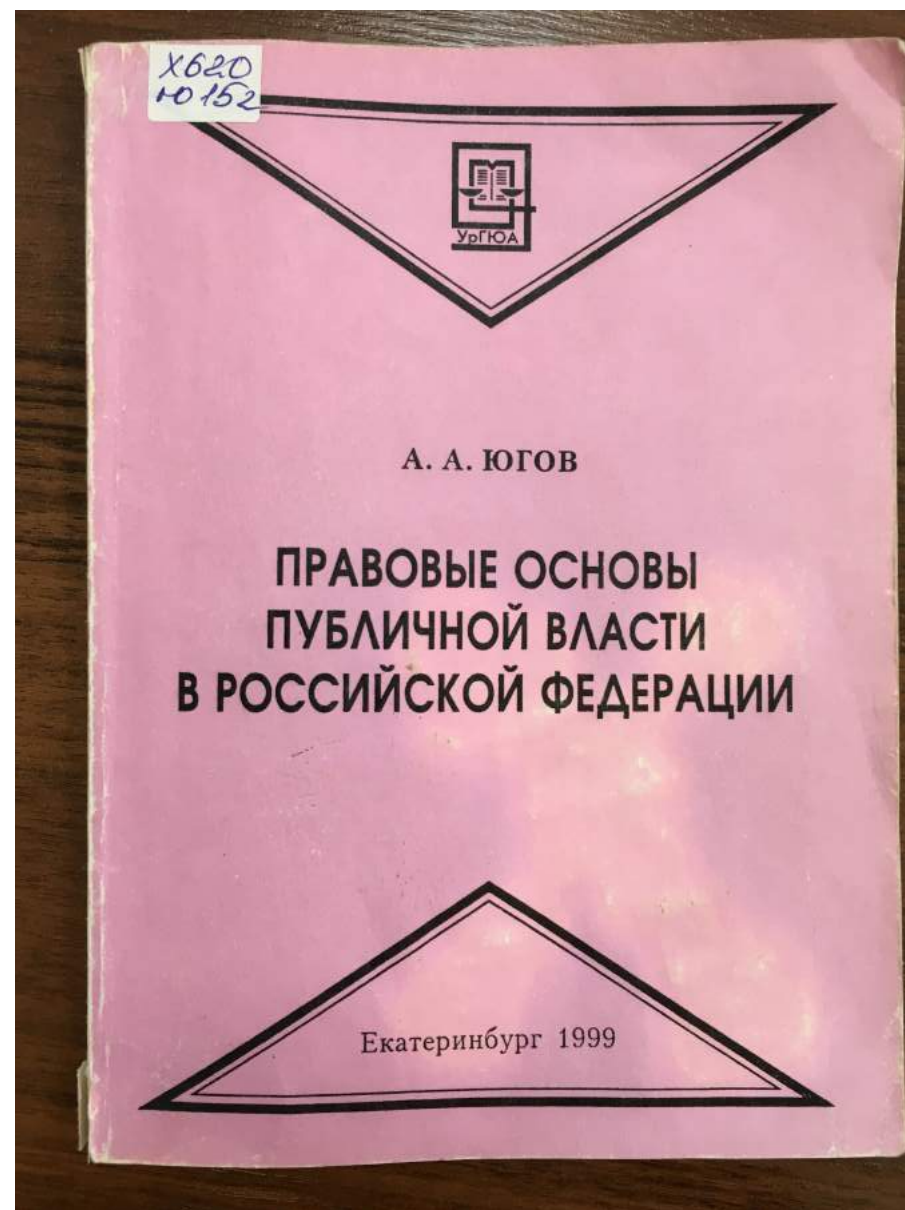 Х620
Ю152
УрГЮА
А. А. ЮГОВ
ПРАВОВЫЕ ОСНОВЫ
ПУБЛИЧНОЙ ВЛАСТИ
В РОССИЙСКОЙ ФЕДЕРАЦИИ
Екатеринбург 1999